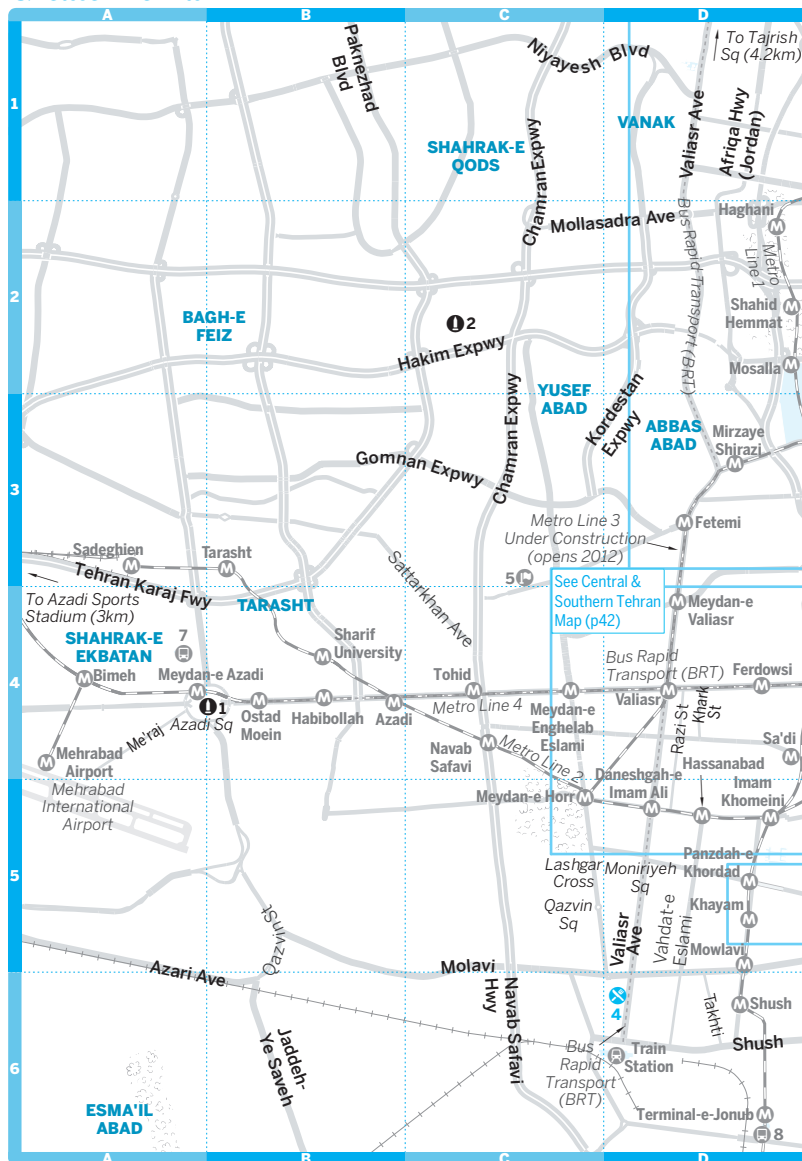 A
B
C
D
1
2
3
4
5
6
To Tajrish
Sq (4.2km)
Paknezhad
Blvd
Niyayesh Blvd
VANAK
Valiasr Ave
Afriqa Hwy
(Jordan)
SHAHRAK-E
QODS
Chamran Expwy
Mollasadra Ave
Haghani
Bus Rapid Transport (BRT)
Metro
Line 1
BAGH-E
FEIZ
2
Hakim Expwy
Shahid
Hemmat
Mosalla
YUSEF
ABAD
Kordestan
Expwy
ABBAS
ABAD
Chamran Expwy
Gomnan Expwy
Mirzaye
Shirazi
Metro Line 3
Under Construction
(opens 2012)
Fetemi
Sadeghien
Tarasht
Tehran Karaj Fwy
Sattarkhan Ave
5
See Central &
Southern Tehran
Map (p42)
To Azadi Sports
Stadium (3km)
TARASHT
Meydan-e
Valiasr
SHAHRAK-E
EKBATAN
7
Sharif
University
Bimeh
Meydan-e Azadi
Tohid
Bus Rapid
Transport (BRT)
Ferdowsi
1
Azadi Sq
Ostad
Moein
Habibollah
Azadi
Metro Line 4
Meydan-e
Enghelab
Eslami
Valiasr
Razi St
Khark
St
Me'raj
Navab
Safavi
Metro Line 2
Sa'di
Mehrabad
Airport
Mehrabad
International
Airport
Meydan-e Horr
Daneshgah-e
Imam Ali
Hassanabad
Imam
Khomeini
Lashgar
Cross
Moniriyeh
Sq
Panzdah-e
Khordad
Qazvin
Sq
Khayam
Qazvin St
Valiasr
Ave
Vahdat-e
Eslami
Mowlavi
Azari Ave
Molavi
Navab Safavi
Hwy
4
Takhti
Shush
Jaddeh-
Ye Saveh
Bus
Rapid
Transport
(BRT)
Train
Station
Shush
ESMA'IL
ABAD
Terminal-e-Jonub
8
A
B
C
D